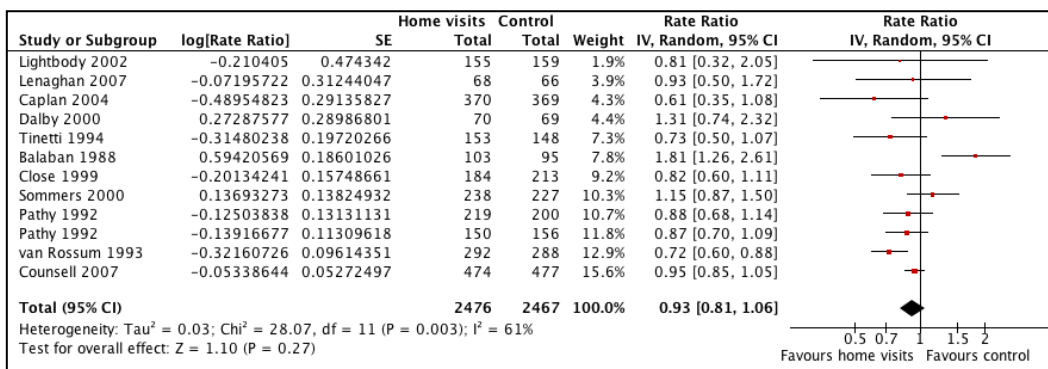 Home visits Control Rate Ratio Rate Ratio
Study or Subgroup log[Rate Ratio] SE Total Total Weight IV, Random, 95% CI IV, Random, 95% CI
Lightbody 2002 -0.210405 0.474342 155 159 1.9% 0.81 [0.32, 2.05]
Lenaghan 2007 -0.07195722 0.31244047 68 66 3.9% 0.93 [0.50, 1.72]
Caplan 2004 -0.48954823 0.29135827 370 369 4.3% 0.61 [0.35, 1.08]
Dalby 2000 0.27287577 0.28986801 70 69 4.4% 1.31 [0.74, 2.32]
Tinetti 1994 -0.31480238 0.19720266 153 148 7.3% 0.73 [0.50, 1.07]
Balaban 1988 0.59420569 0.18601026 103 95 7.8% 1.81 [1.26, 2.61]
Close 1999 -0.20134241 0.15748661 184 213 9.2% 0.82 [0.60, 1.11]
Sommers 2000 0.13693273 0.13824932 238 227 10.3% 1.15 [0.87, 1.50]
Pathy 1992 -0.12503838 0.13131131 219 200 10.7% 0.88 [0.68, 1.14]
Pathy 1992 -0.13916677 0.11309618 150 156 11.7% 0.87 [0.70, 1.09]
van Rossum 1993 -0.32160726 0.09614351 292 288 12.9% 0.72 [0.60, 0.88]
Counsell 2007 -0.05338644 0.05272497 474 477 15.6% 0.95 [0.85, 1.05]
Total (95% CI) 2476 2467 100.0% 0.93 [0.81, 1.06]
Heterogeneity: Tau² = 0.03; Chi² = 28.07, df = 11 (P = 0.003); I² = 61%
Test for overall effect: Z = 1.10 (P = 0.27)
0.5 0.7 1 1.5 2
Favours home visits Favours control